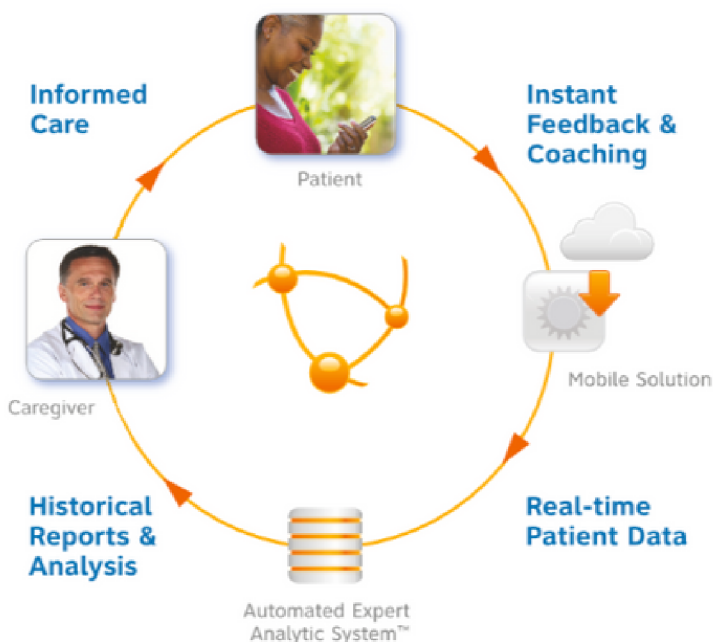 Informed
Care
Instant
Feedback &
Coaching
Patient
Mobile Solution
Caregiver
Historical
Reports &
Analysis
Real-time
Patient Data
Automated Expert
Analytic System™